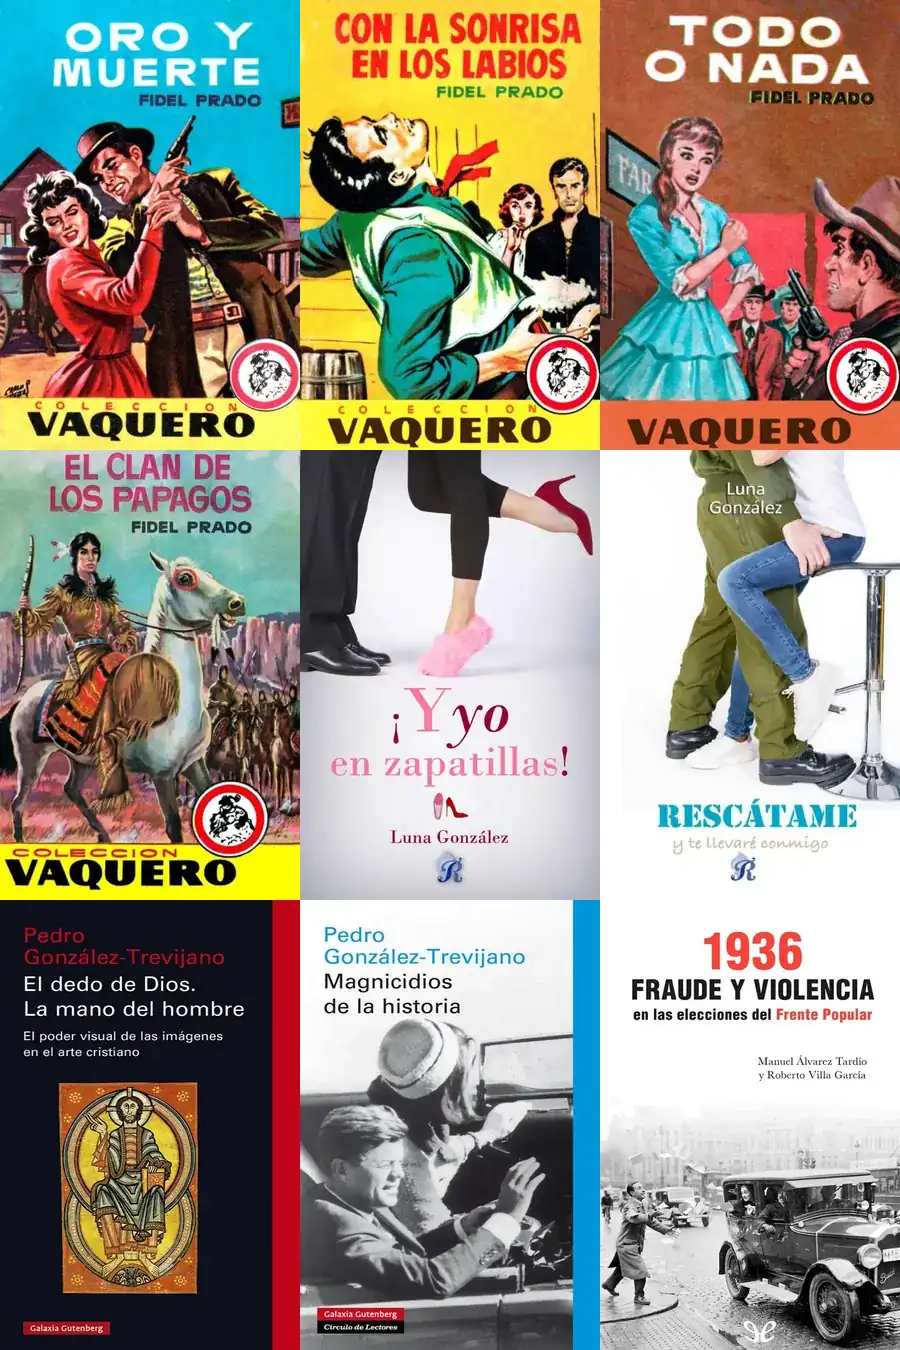 ORO Y
MUERTE
FIDEL PRADO
COLECCION
VAQUERO
CON LA SONRISA
EN LOS LABIOS
FIDEL PRADO
COLECCION
VAQUERO
TODO
O NADA
FIDEL PRADO
FAR
VAQUERO
EL CLAN DE
LOS PAPAGOS
FIDEL PRADO
COLECCION
VAQUERO
¡Y yo
en zapatillas!
Luna González
R
Luna
González
RESCÁTAME
y te llevaré conmigo
R
Pedro
González-Trevijano
El dedo de Dios.
La mano del hombre
El poder visual de las imágenes
en el arte cristiano
Galaxia Gutenberg
Pedro
González-Trevijano
Magnicidios
de la historia
Galaxia Gutenberg
Círculo de Lectores
1936
FRAUDE Y VIOLENCIA
en las elecciones del Frente Popular
Manuel Álvarez Tardío
y Roberto Villa García